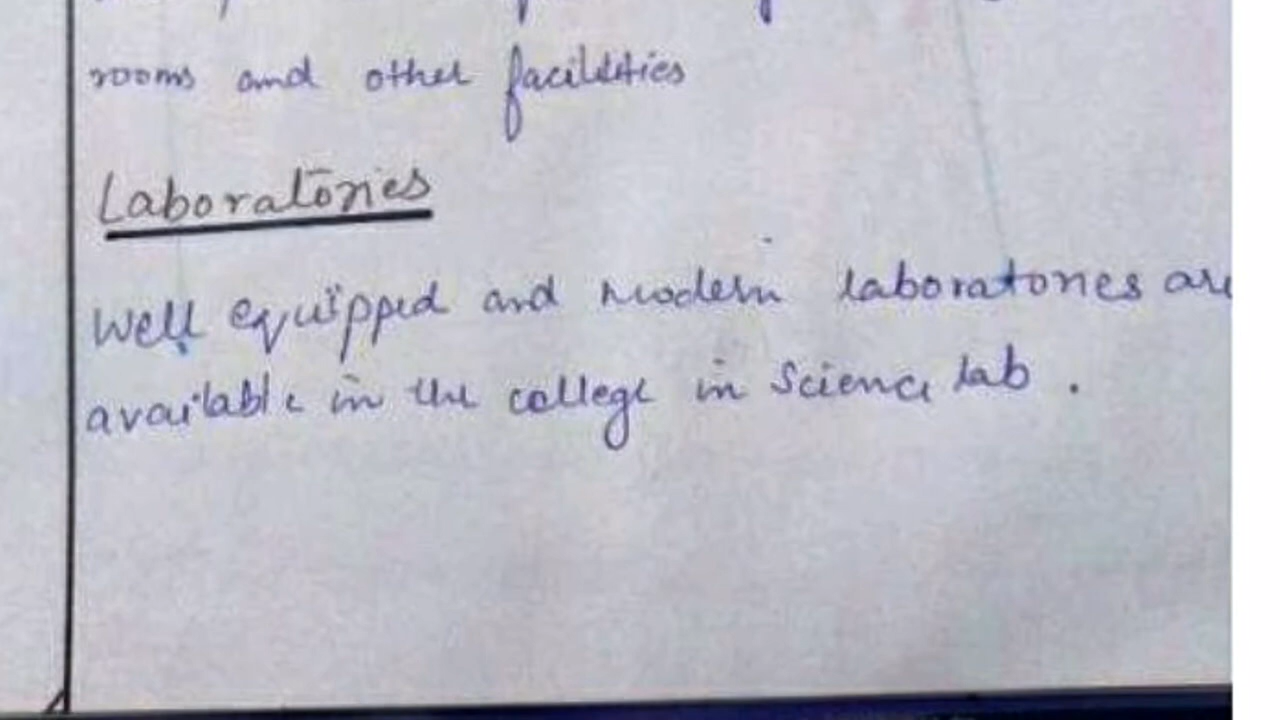 rooms and other facilities
Laboratories
Well equipped and modern laboratories are
available in the college in Science lab .